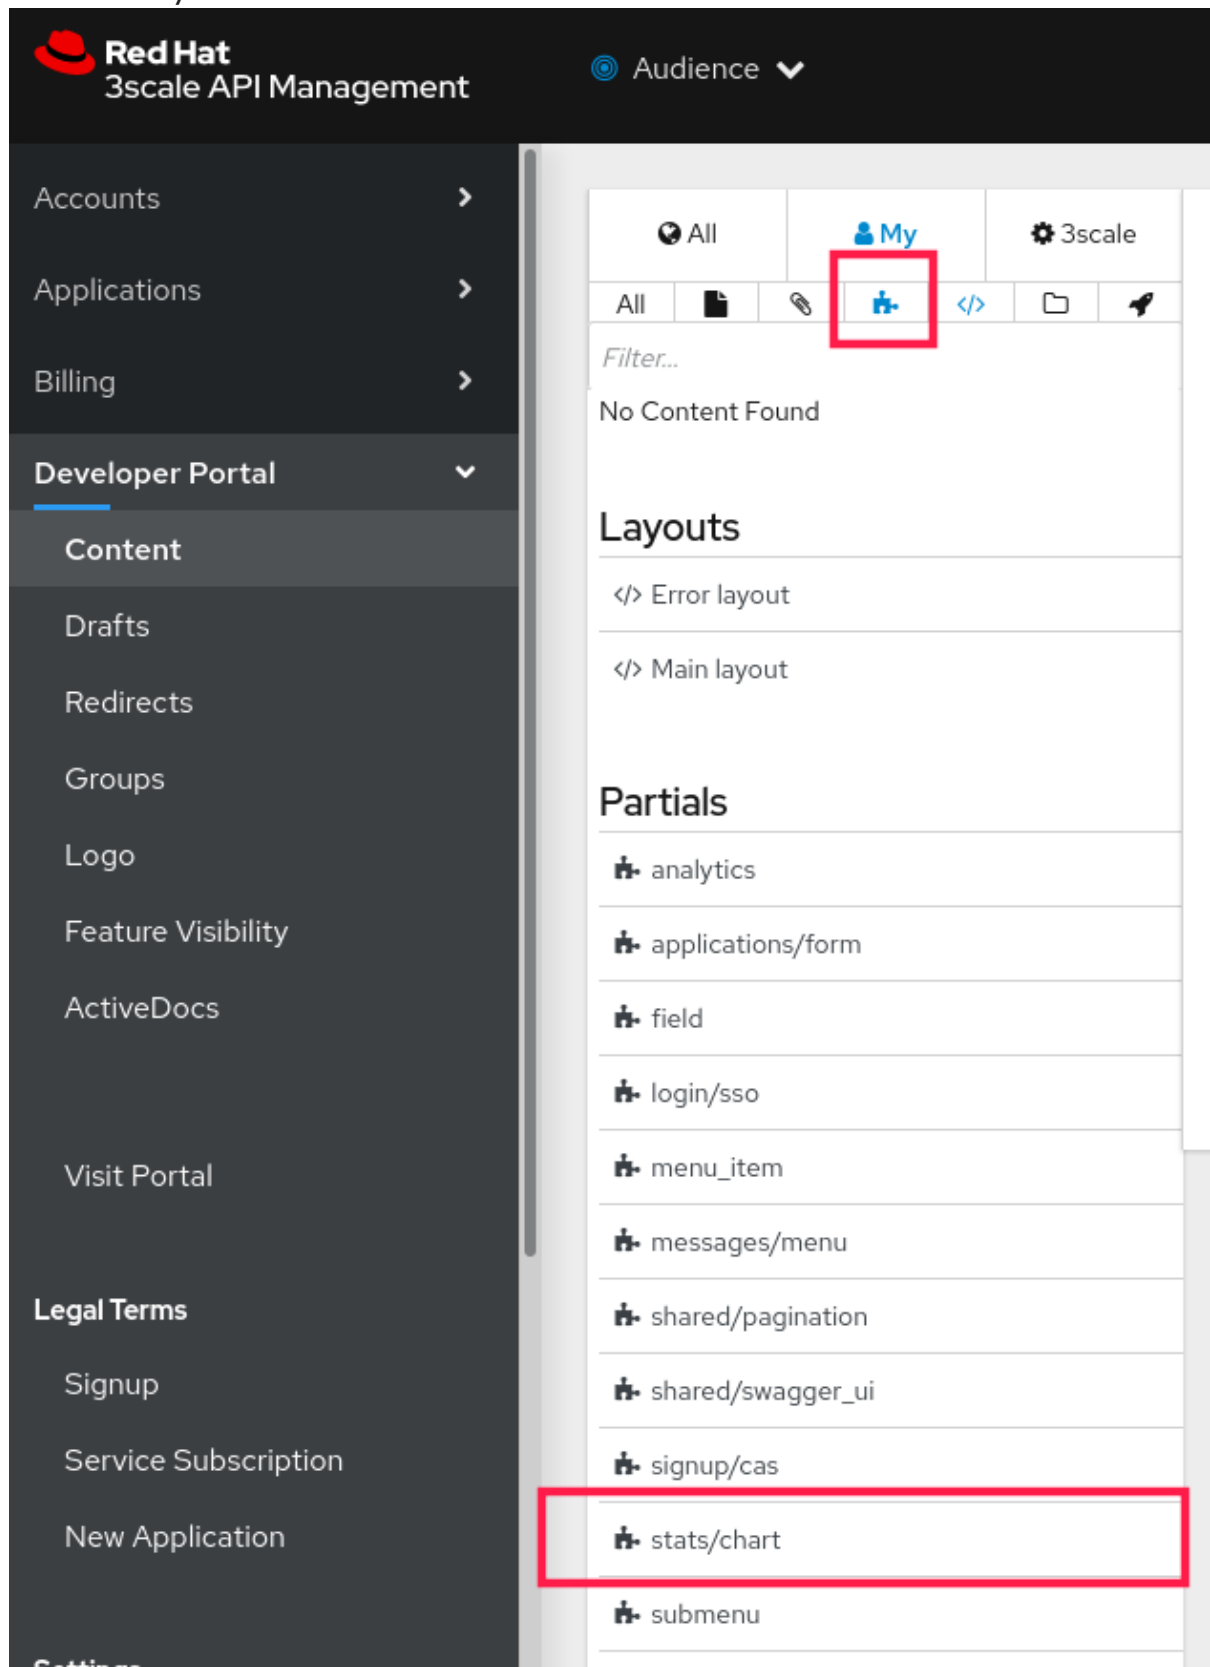 Red Hat
3scale API Management
Audience
Accounts
Applications
Billing
Developer Portal
Content
Drafts
Redirects
Groups
Logo
Feature Visibility
ActiveDocs
Visit Portal
Legal Terms
Signup
Service Subscription
New Application
Settings
All
My
3scale
All
</>
Filter...
No Content Found
Layouts
</> Error layout
</> Main layout
Partials
analytics
applications/form
field
login/sso
menu_item
messages/menu
shared/pagination
shared/swagger_ui
signup/cas
stats/chart
submenu